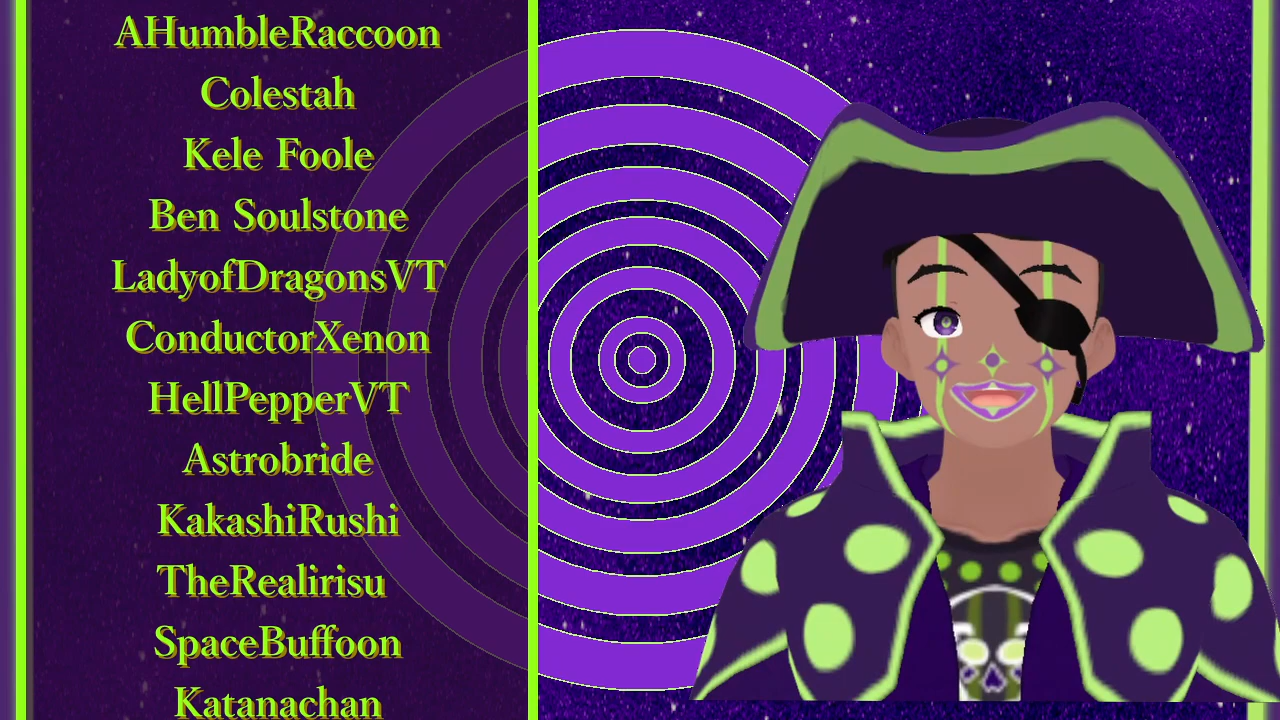 AHumbleRaccoon
Colestah
Kele Foole
Ben Soulstone
LadyofDragonsVT
ConductorXenon
HellPepperVT
Astrobride
KakashiRushi
TheRealirisu
SpaceBuffoon
Katanachan